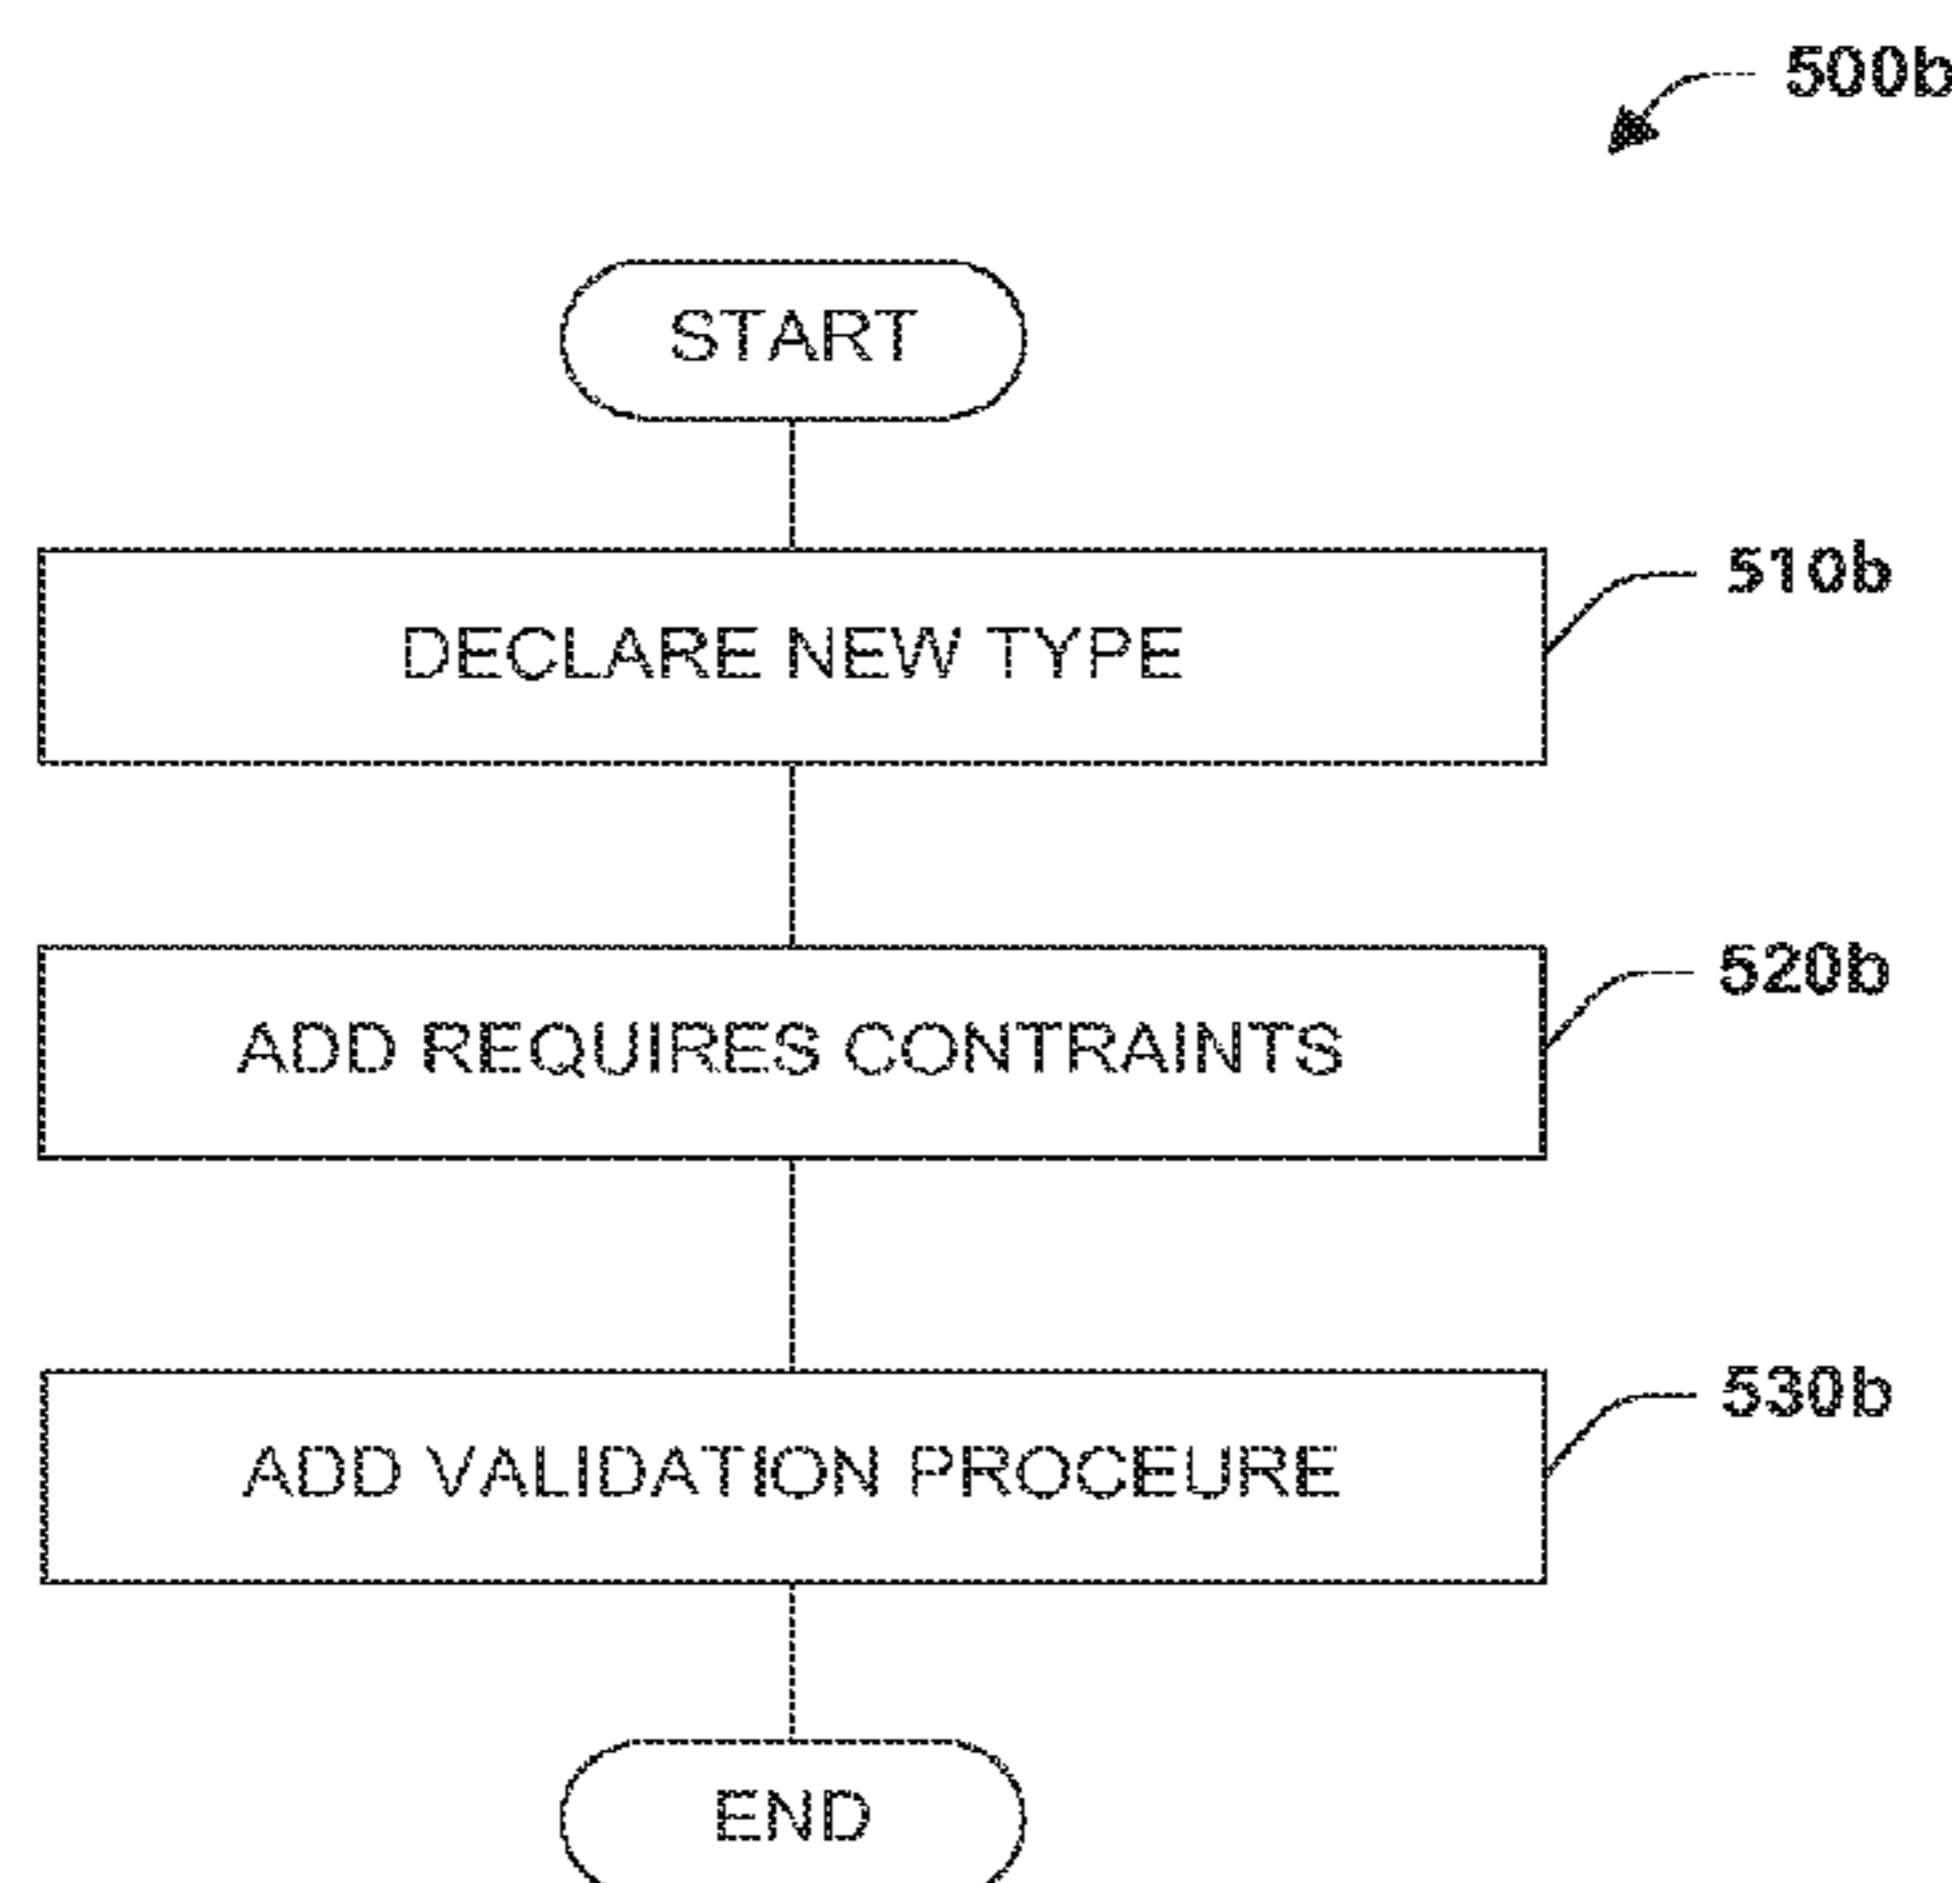 500b
START
DECLARE NEW TYPE
510b
ADD REQUIRES CONTRAINTS
520b
ADD VALIDATION PROCEURE
530b
END